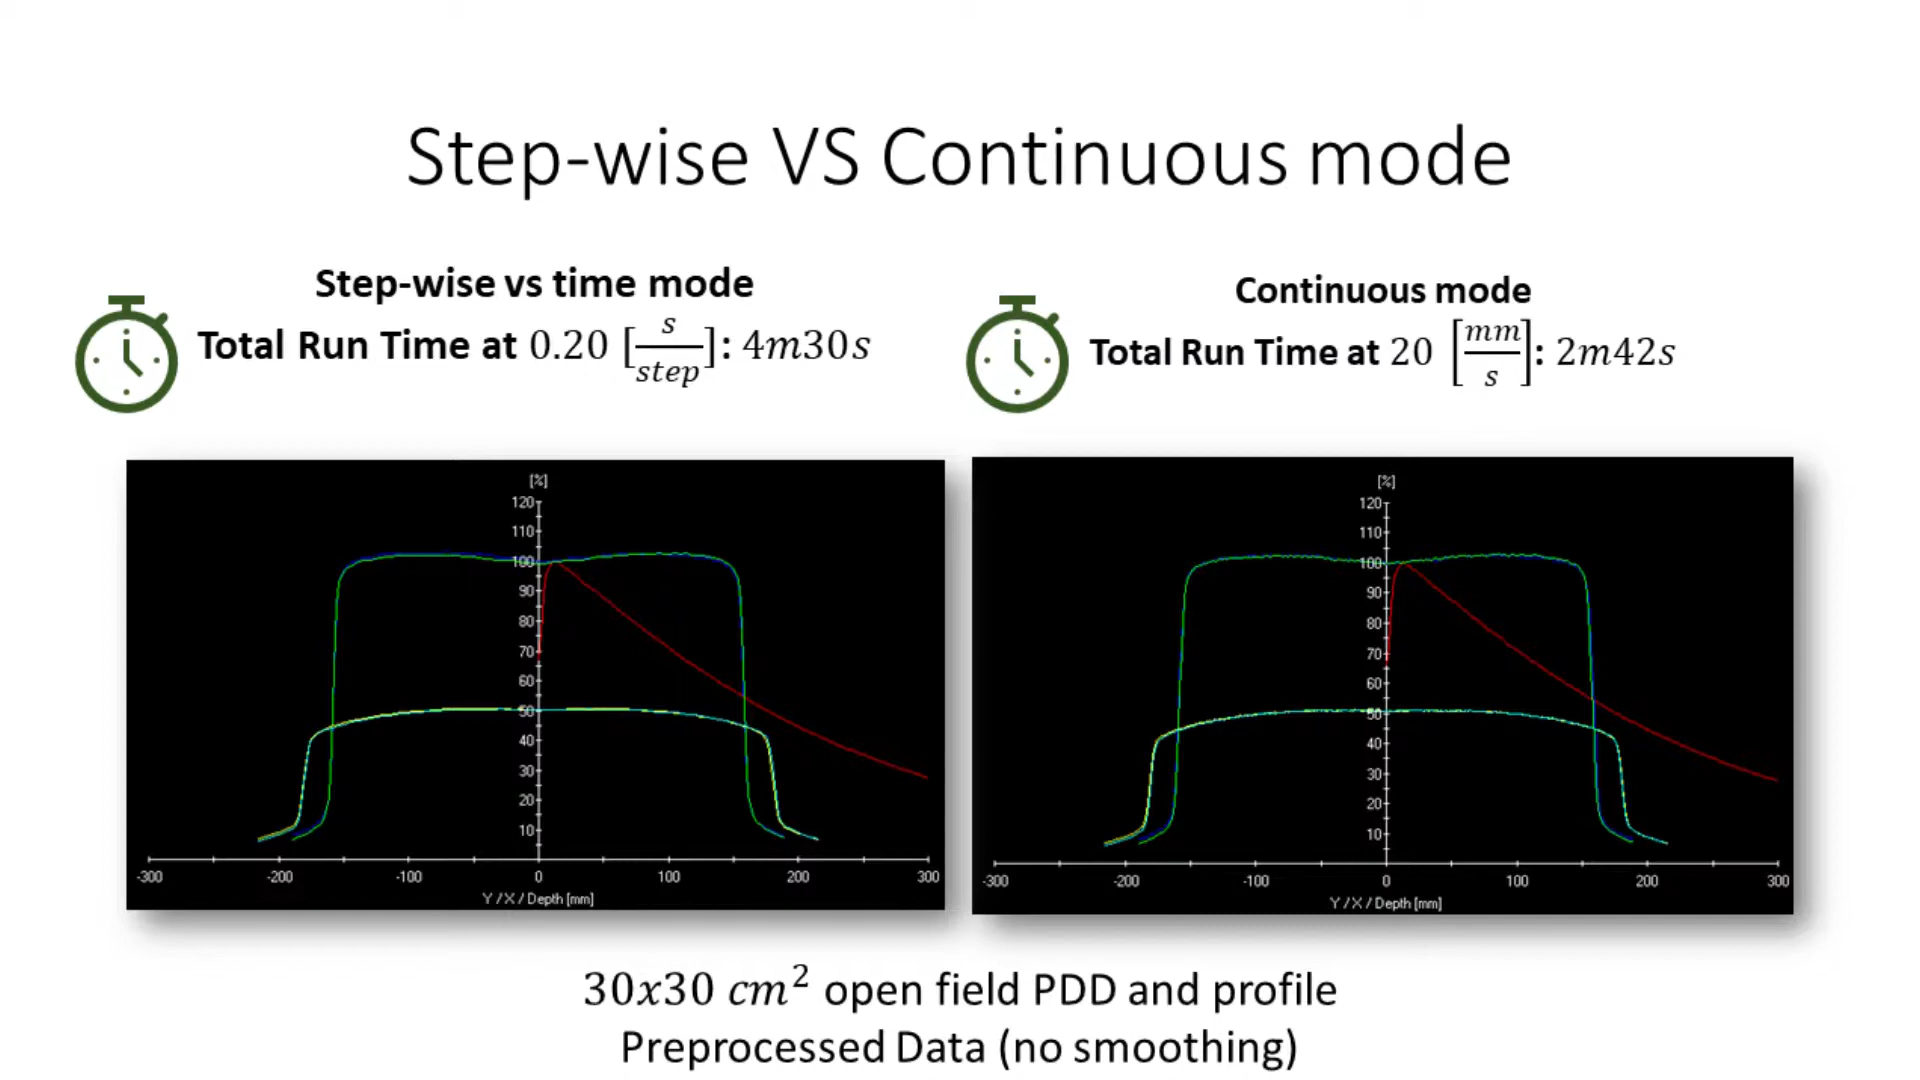 Step-wise VS Continuous mode
Step-wise vs time mode
Total Run Time at 0.20 [s/step]: 4m30s
Continuous mode
Total Run Time at 20 [mm/s]: 2m42s
[%]
120
110
100
90
80
70
60
50
40
30
20
10
-300 -200 -100 0 100 200 300
Y / X / Depth [mm]
[%]
120
110
100
90
80
70
60
50
40
30
20
10
-300 -200 -100 0 100 200 300
Y / X / Depth [mm]
30x30 cm² open field PDD and profile
Preprocessed Data (no smoothing)